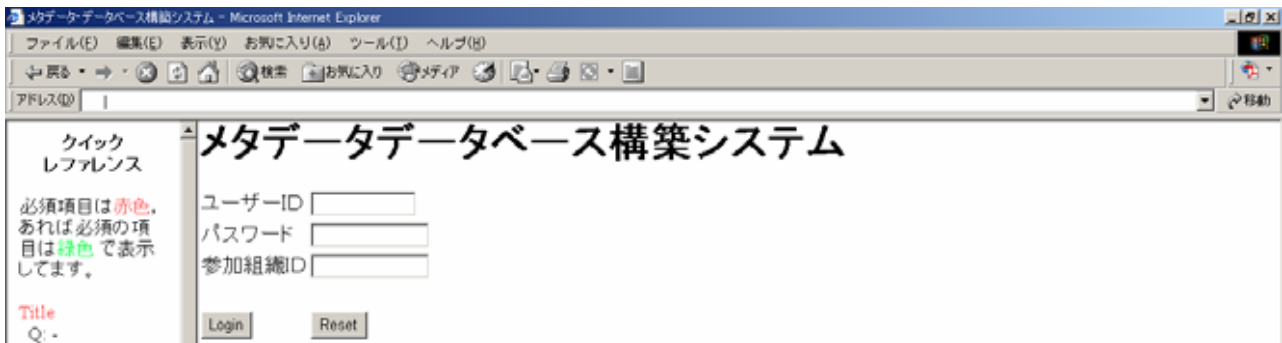 メタデータ・データベース構築システム - Microsoft Internet Explorer
ファイル(F) 編集(E) 表示(V) お気に入り(A) ツール(T) ヘルプ(H)
戻る 検索 お気に入り メディア
アドレス(D) 移動
クイック
レファレンス
必須項目は赤色,
あれば必須の項
目は緑色 で表示
してます。
Title
Q: -
メタデータデータベース構築システム
ユーザーID
パスワード
参加組織ID
Login Reset